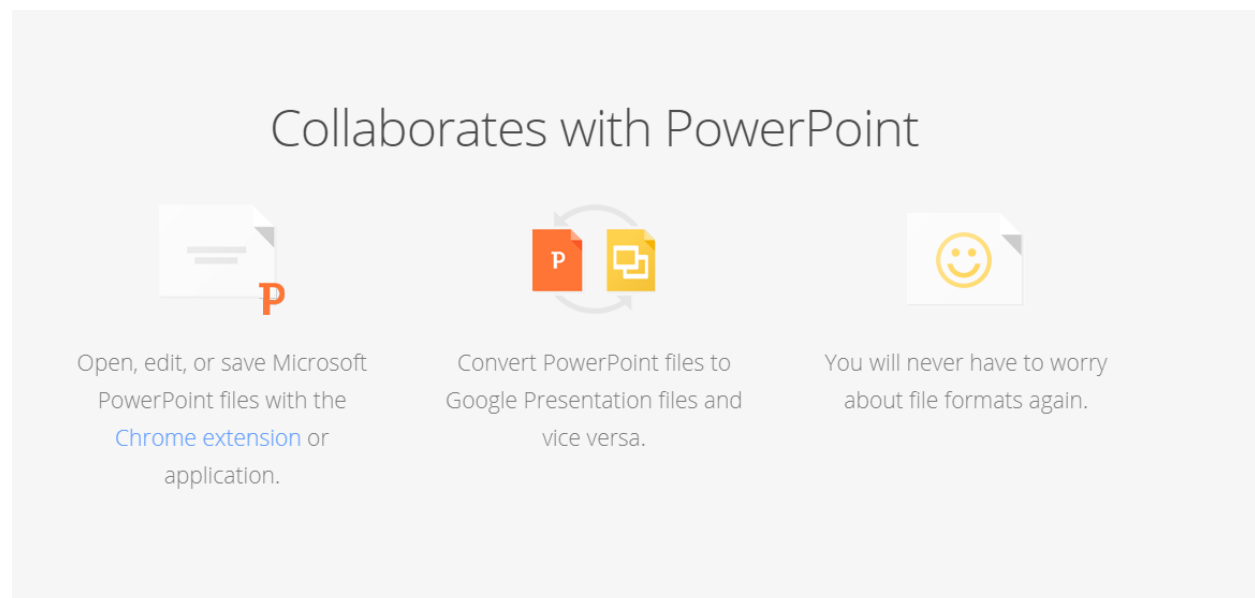 Collaborates with PowerPoint
P
P
Open, edit, or save Microsoft
PowerPoint files with the
Chrome extension or
application.
Convert PowerPoint files to
Google Presentation files and
vice versa.
You will never have to worry
about file formats again.